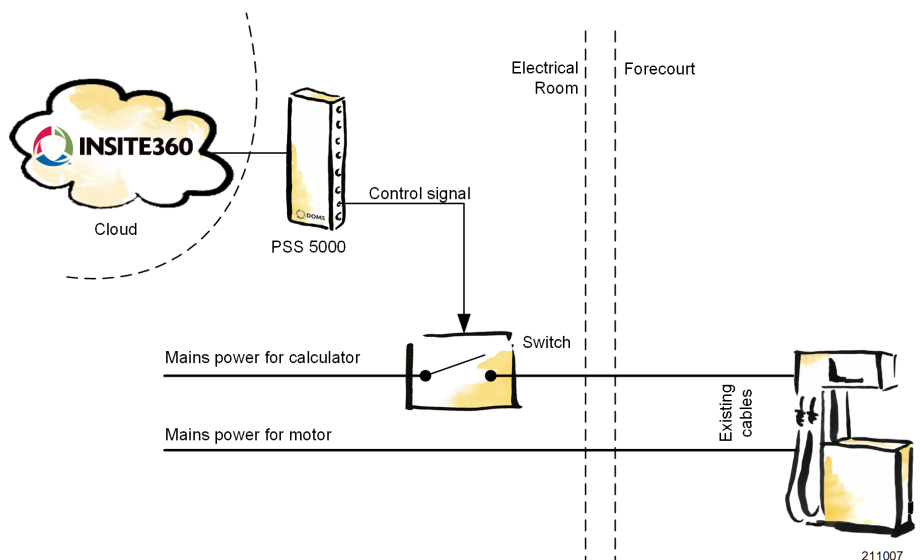 Electrical
Room
Forecourt
INSITE360
Cloud
DOMS
PSS 5000
Control signal
Switch
Mains power for calculator
Existing
cables
Mains power for motor
211007